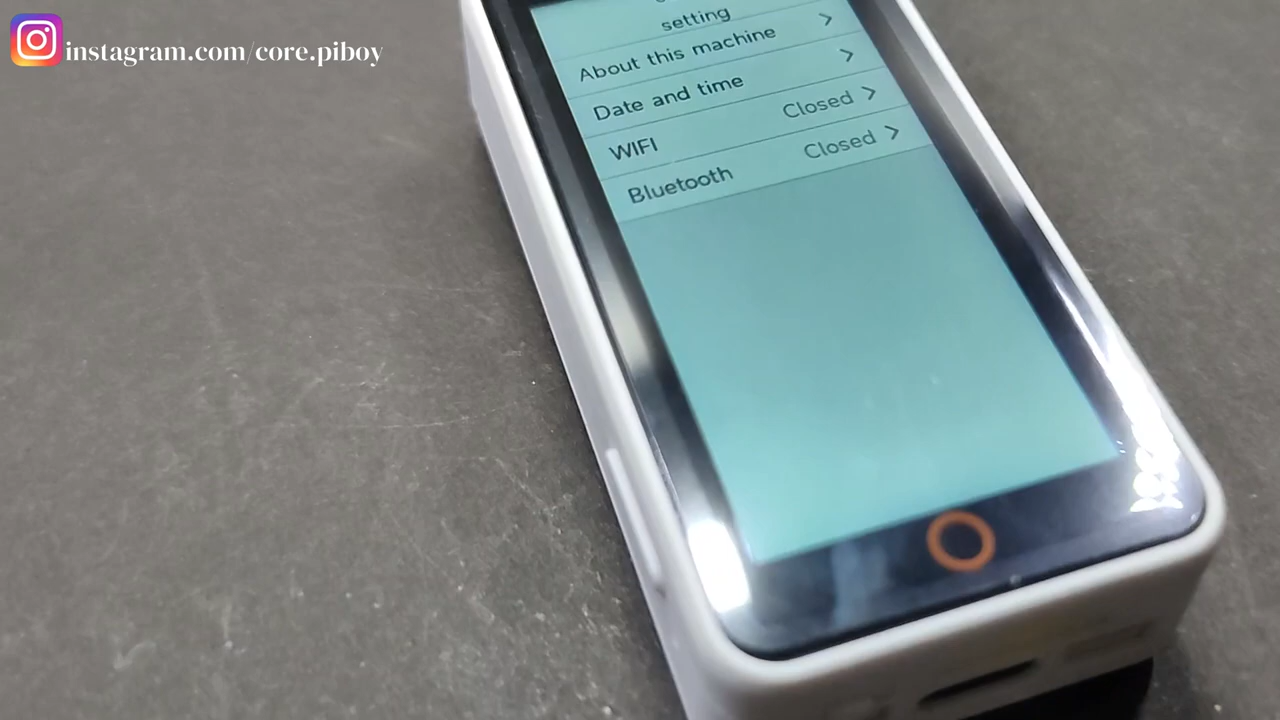 instagram.com/core.piboy
setting
About this machine
Date and time
WIFI Closed
Bluetooth Closed